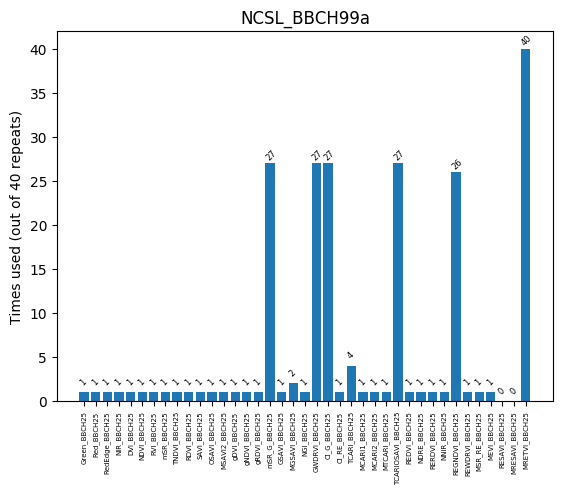 NCSL_BBCH99a
Times used (out of 40 repeats)
40
35
30
25
20
15
10
5
0
1 1 1 1 1 1 1 1 1 1 1 1 1 1 1 1 27 1 2 1 27 27 1 4 1 1 1 27 1 1 1 1 26 1 1 1 0 0 40
Green_BBCH25
Red_BBCH25
RedEdge_BBCH25
NIR_BBCH25
DVI_BBCH25
NDVI_BBCH25
RVI_BBCH25
mSR_BBCH25
TNDVI_BBCH25
RDVI_BBCH25
SAVI_BBCH25
OSAVI_BBCH25
MSAVI2_BBCH25
gDVI_BBCH25
gNDVI_BBCH25
gRDVI_BBCH25
mSR_G_BBCH25
GSAVI_BBCH25
MGSAVI_BBCH25
NGI_BBCH25
GWDRVI_BBCH25
CI_G_BBCH25
CI_RE_BBCH25
TCARI_BBCH25
MCARI1_BBCH25
MCARI2_BBCH25
MTCARI_BBCH25
TCARIOSAVI_BBCH25
REDVI_BBCH25
NDRE_BBCH25
RERDVI_BBCH25
NNIR_BBCH25
REGNDVI_BBCH25
REWDRVI_BBCH25
MSR_RE_BBCH25
MEVI_BBCH25
RESAVI_BBCH25
MRESAVI_BBCH25
MRETVI_BBCH25